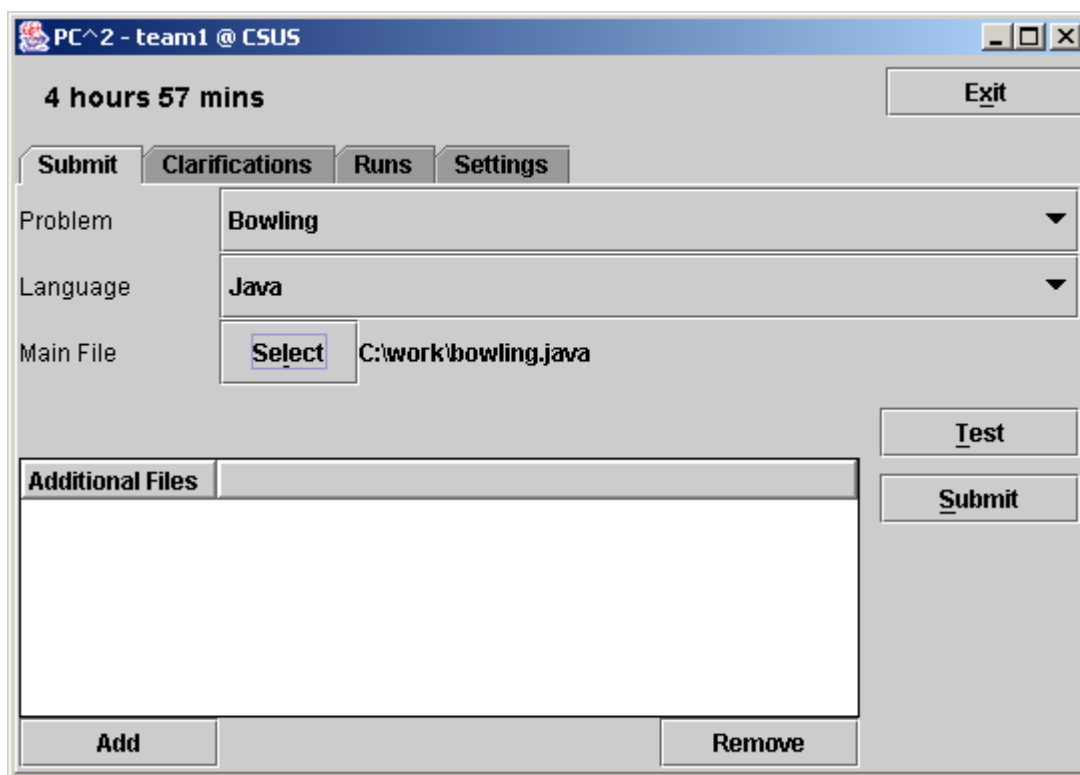 PC^2 - team1 @ CSUS
4 hours 57 mins
Exit
Submit Clarifications Runs Settings
Problem Bowling
Language Java
Main File Select C:\work\bowling.java
Test
Additional Files
Submit
Add Remove